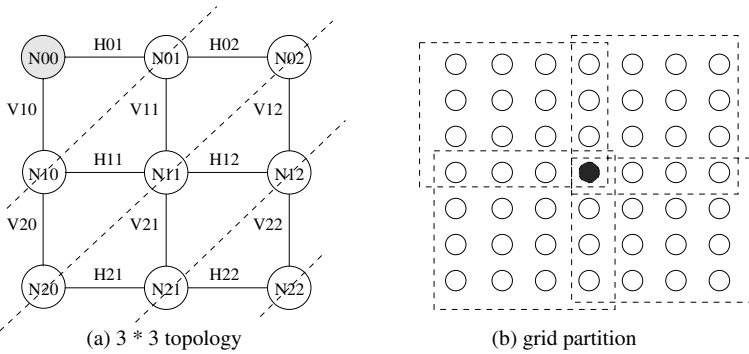 N00 H01 N01 H02 N02
V10 V11 V12
N10 H11 N11 H12 N12
V20 V21 V22
N20 H21 N21 H22 N22
(a) 3 * 3 topology
(b) grid partition